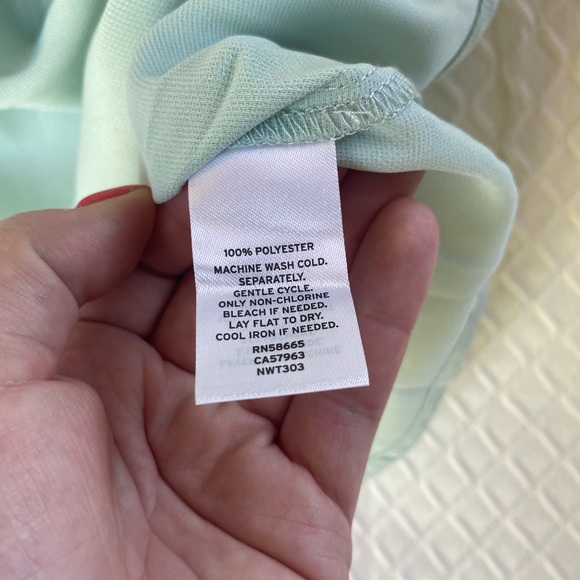 100% POLYESTER
MACHINE WASH COLD.
SEPARATELY.
GENTLE CYCLE.
ONLY NON-CHLORINE
BLEACH IF NEEDED.
LAY FLAT TO DRY.
COOL IRON IF NEEDED.
RN58665
CA57963
NWT303